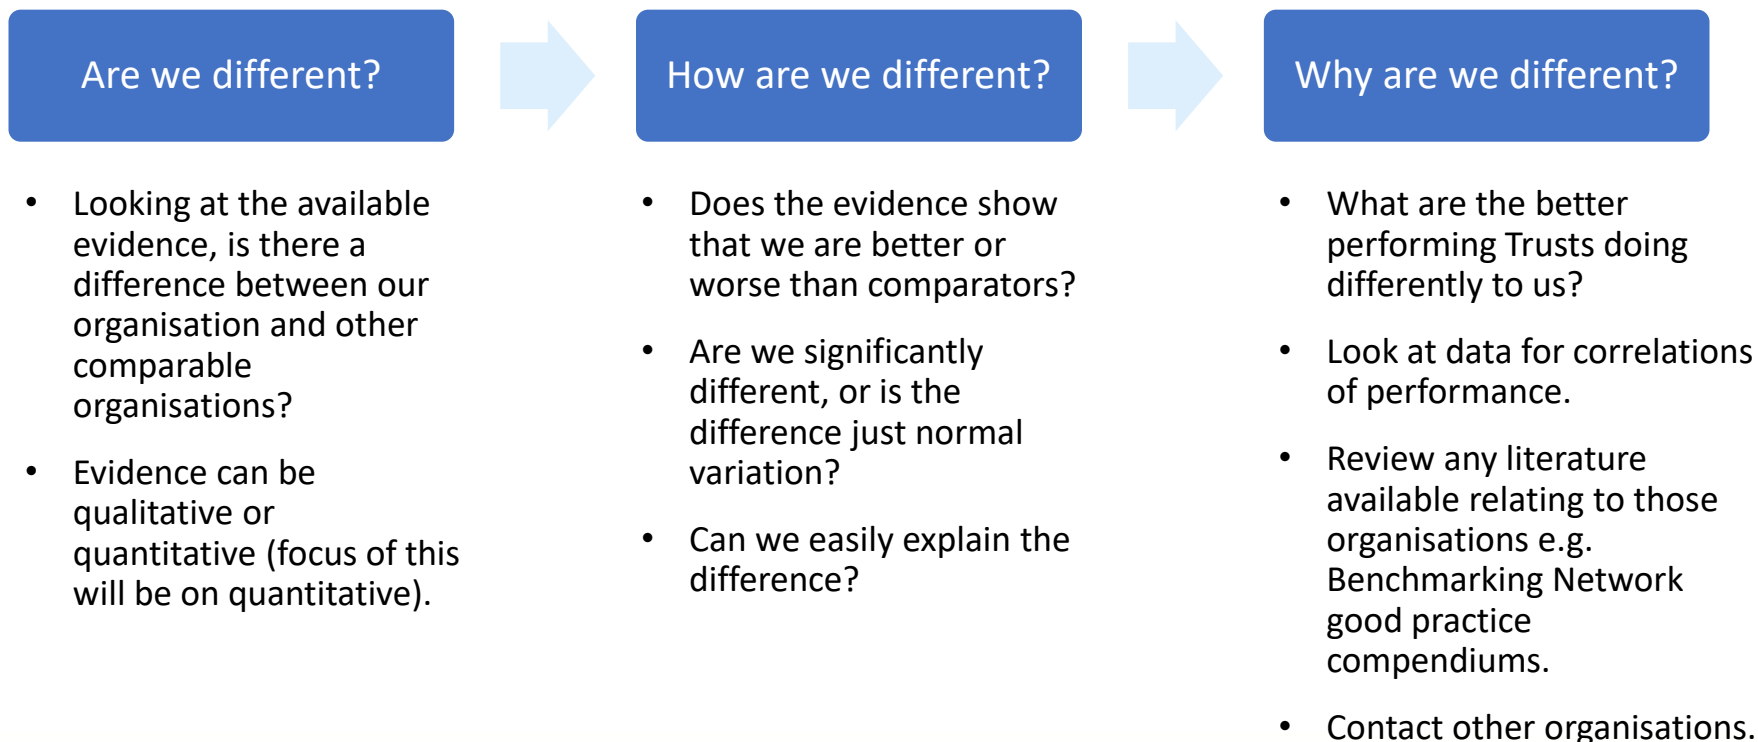 Are we different?
• Looking at the available
evidence, is there a
difference between our
organisation and other
comparable
organisations?
• Evidence can be
qualitative or
quantitative (focus of this
will be on quantitative).
How are we different?
• Does the evidence show
that we are better or
worse than comparators?
• Are we significantly
different, or is the
difference just normal
variation?
• Can we easily explain the
difference?
Why are we different?
• What are the better
performing Trusts doing
differently to us?
• Look at data for correlations
of performance.
• Review any literature
available relating to those
organisations e.g.
Benchmarking Network
good practice
compendiums.
• Contact other organisations.